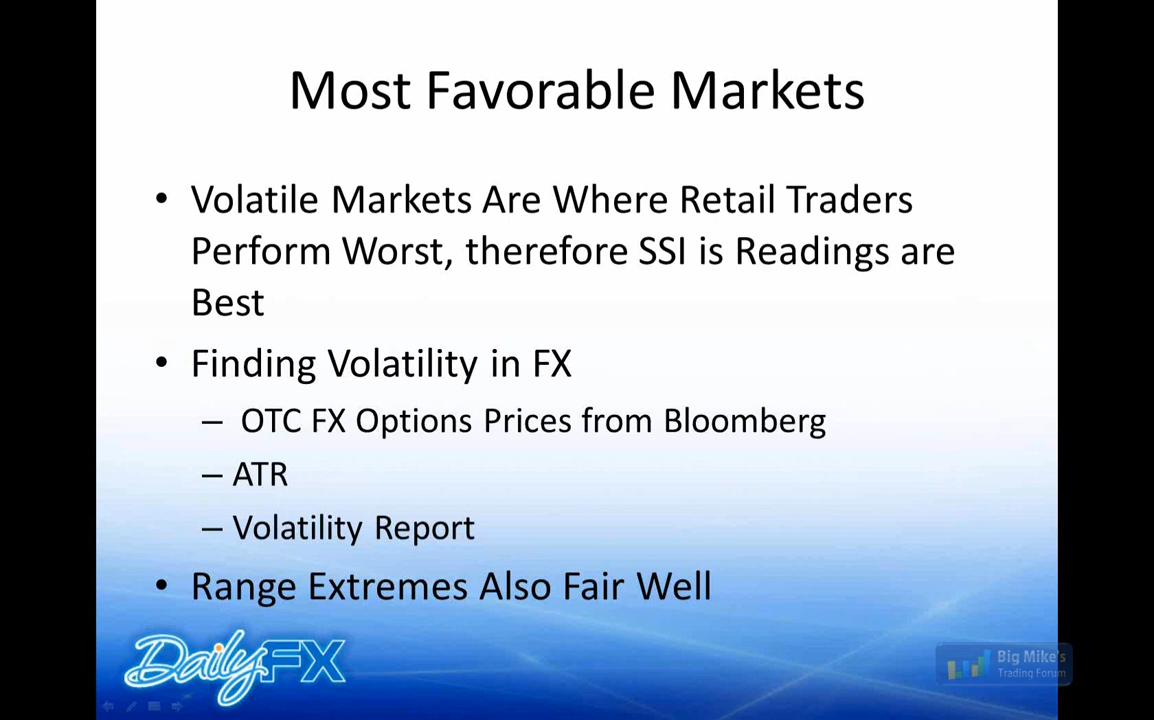 Most Favorable Markets
• Volatile Markets Are Where Retail Traders
Perform Worst, therefore SSI is Readings are
Best
• Finding Volatility in FX
– OTC FX Options Prices from Bloomberg
– ATR
– Volatility Report
• Range Extremes Also Fair Well
DailyFX
Big Mike's
Trading Forum